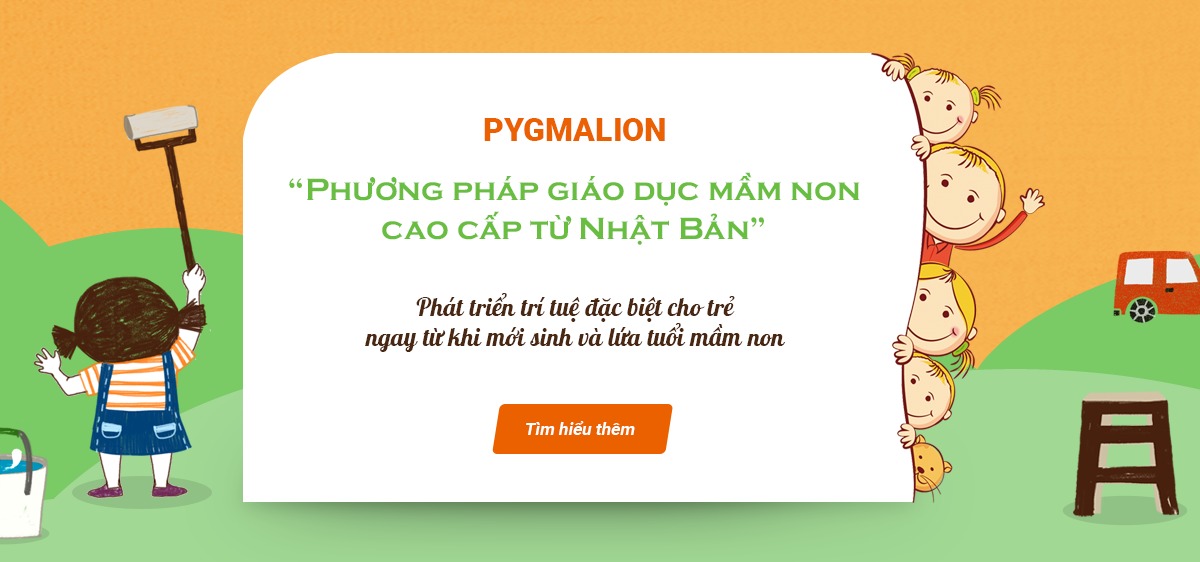 PYGMALION
“Phương pháp giáo dục mầm non
cao cấp từ Nhật Bản”
Phát triển trí tuệ đặc biệt cho trẻ
ngay từ khi mới sinh và lứa tuổi mầm non
Tìm hiểu thêm